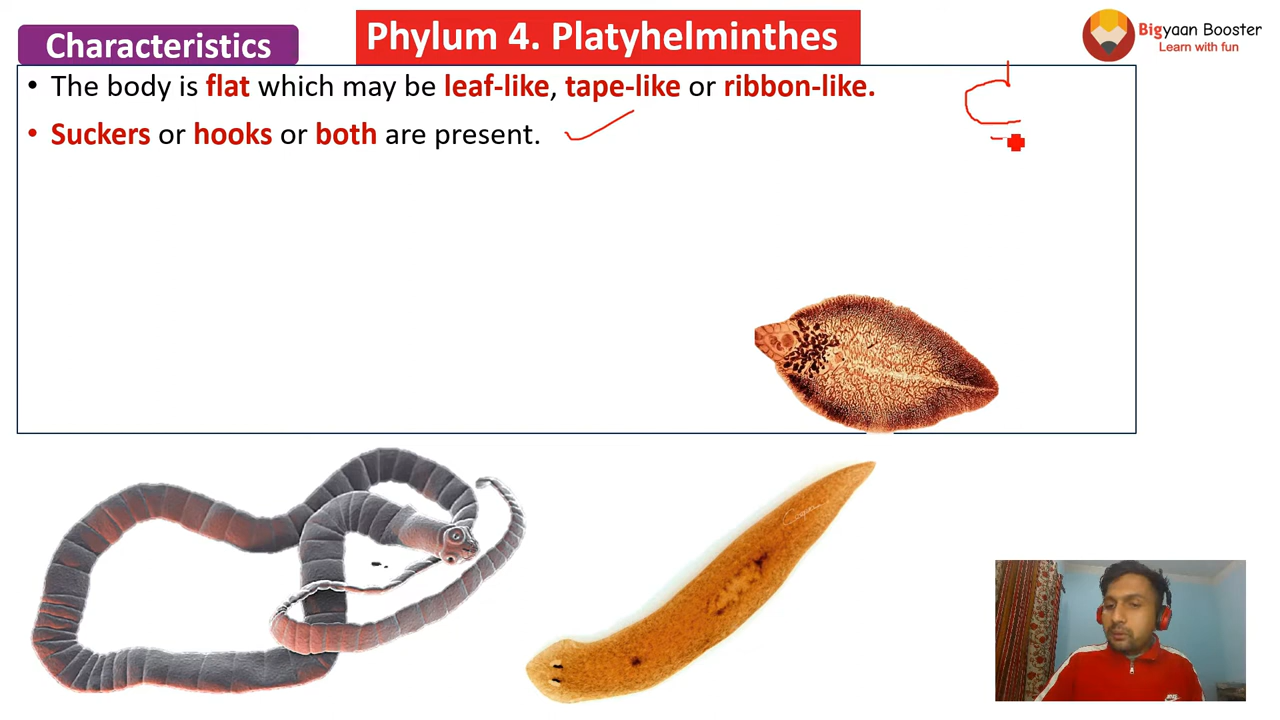 Characteristics
Phylum 4. Platyhelminthes
Bigyaan Booster
Learn with fun
• The body is flat which may be leaf-like, tape-like or ribbon-like.
• Suckers or hooks or both are present.